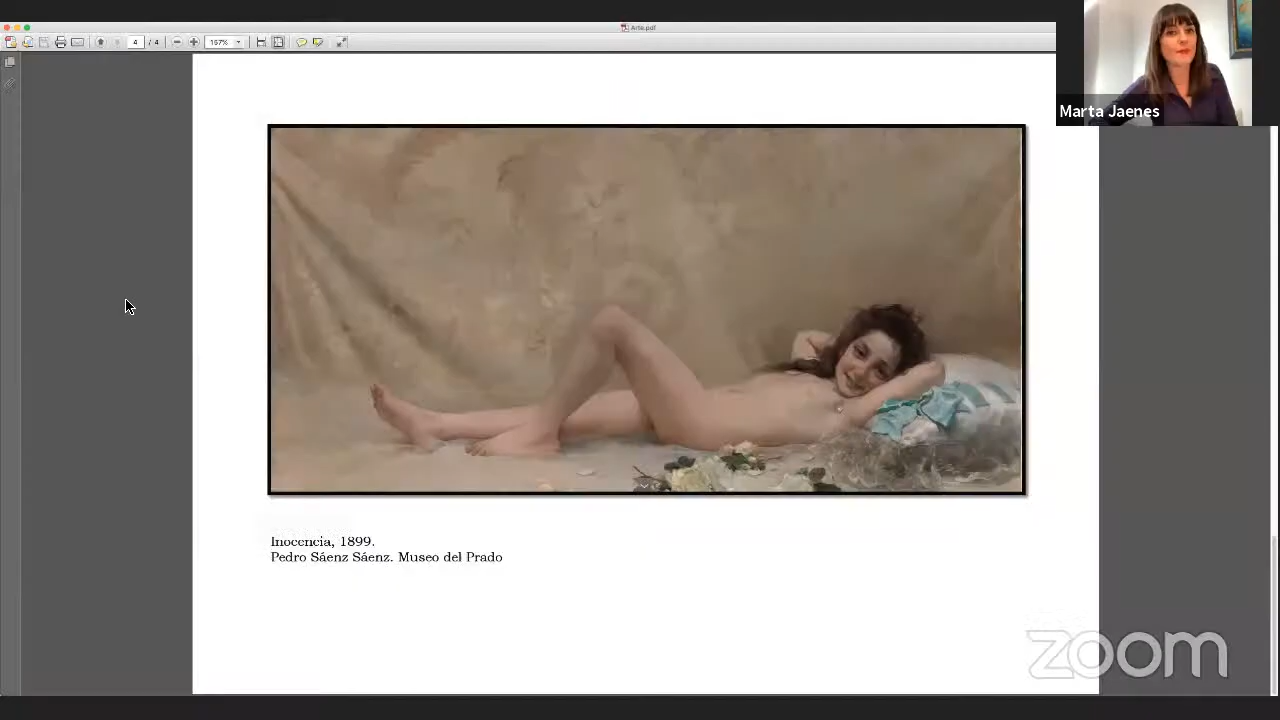 Arte.pdf
4 / 4
157%
Marta Jaenes
Inocencia, 1899.
Pedro Sáenz Sáenz. Museo del Prado
zoom